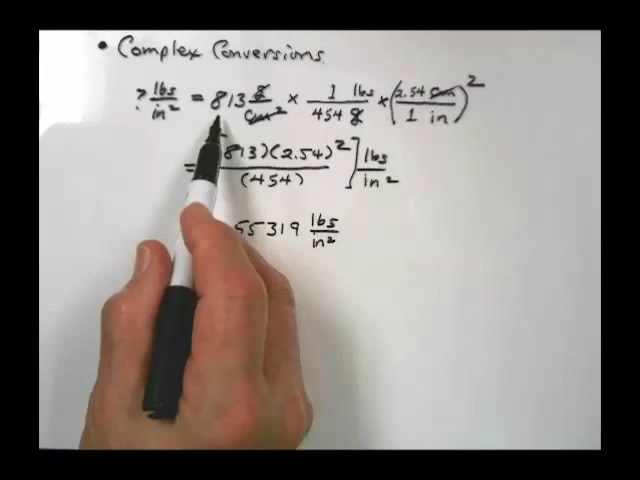 • Complex Conversions
? lbs/in² = 813 g/cm² × 1 lbs/454 g × (2.54 cm/1 in)²
= 813)(2.54)²/(454) ] lbs/in²
55319 lbs/in²